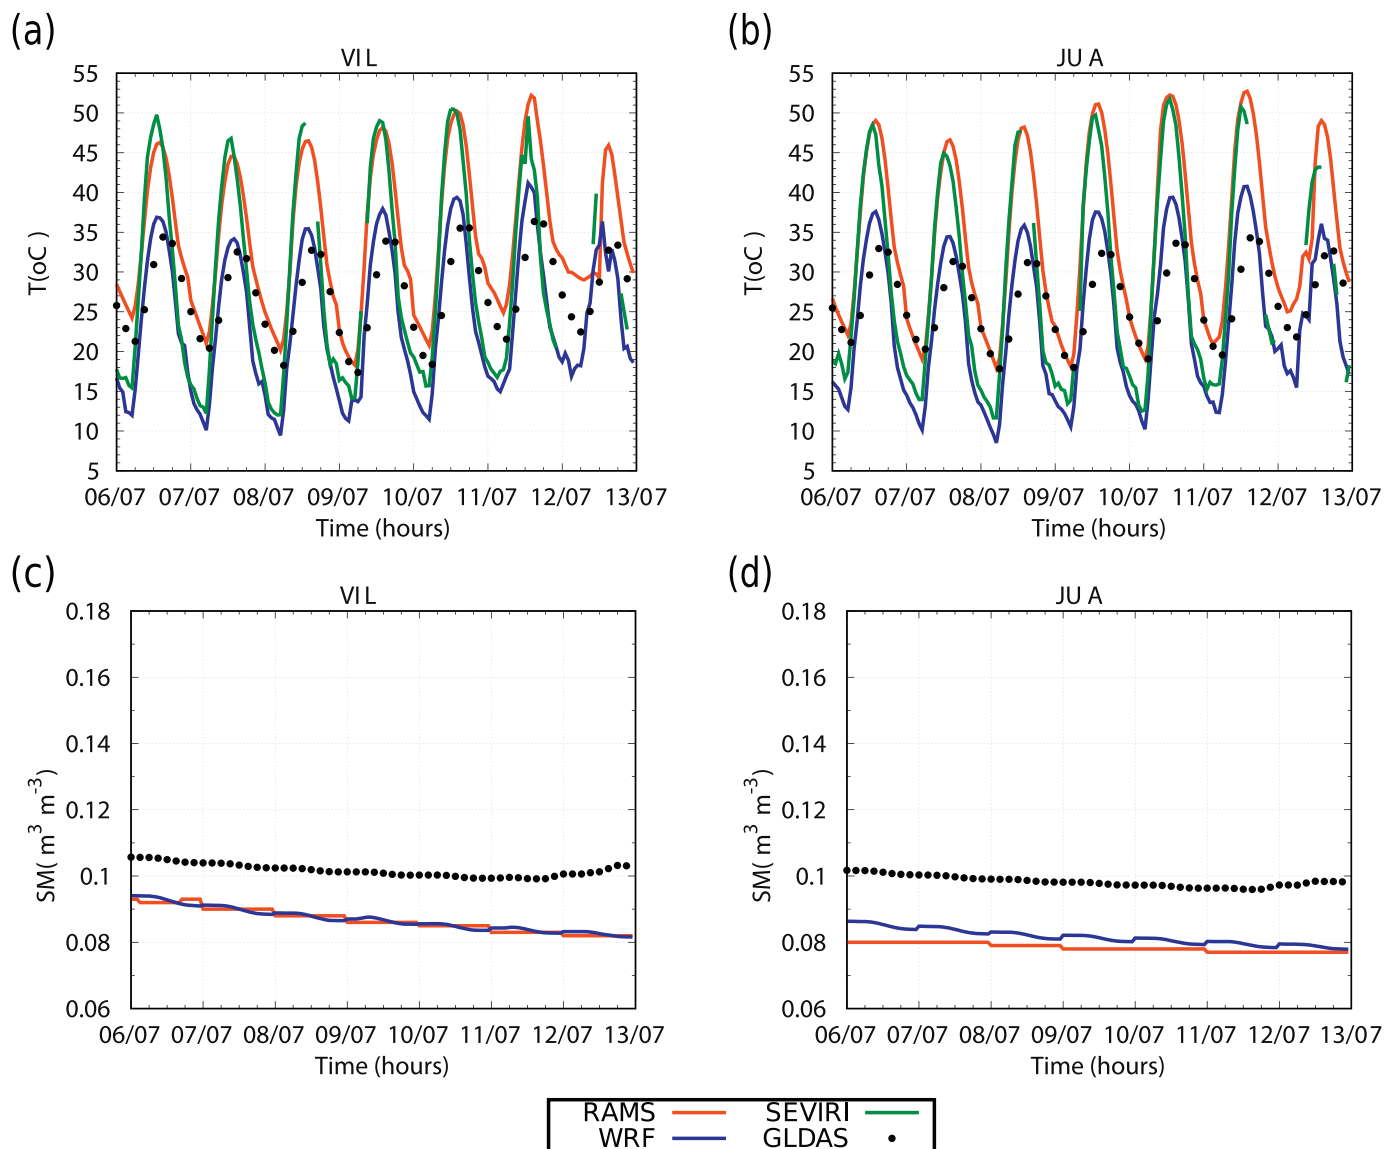 (a)
VIL
T(oC )
55
50
45
40
35
30
25
20
15
10
5
06/07 07/07 08/07 09/07 10/07 11/07 12/07 13/07
Time (hours)
(b)
JU A
T(oC )
55
50
45
40
35
30
25
20
15
10
5
06/07 07/07 08/07 09/07 10/07 11/07 12/07 13/07
Time (hours)
(c)
VIL
SM( m³ m⁻³)
0.18
0.16
0.14
0.12
0.1
0.08
0.06
06/07 07/07 08/07 09/07 10/07 11/07 12/07 13/07
Time (hours)
(d)
JU A
SM( m³ m⁻³)
0.18
0.16
0.14
0.12
0.1
0.08
0.06
06/07 07/07 08/07 09/07 10/07 11/07 12/07 13/07
Time (hours)
RAMS SEVIRI
WRF GLDAS